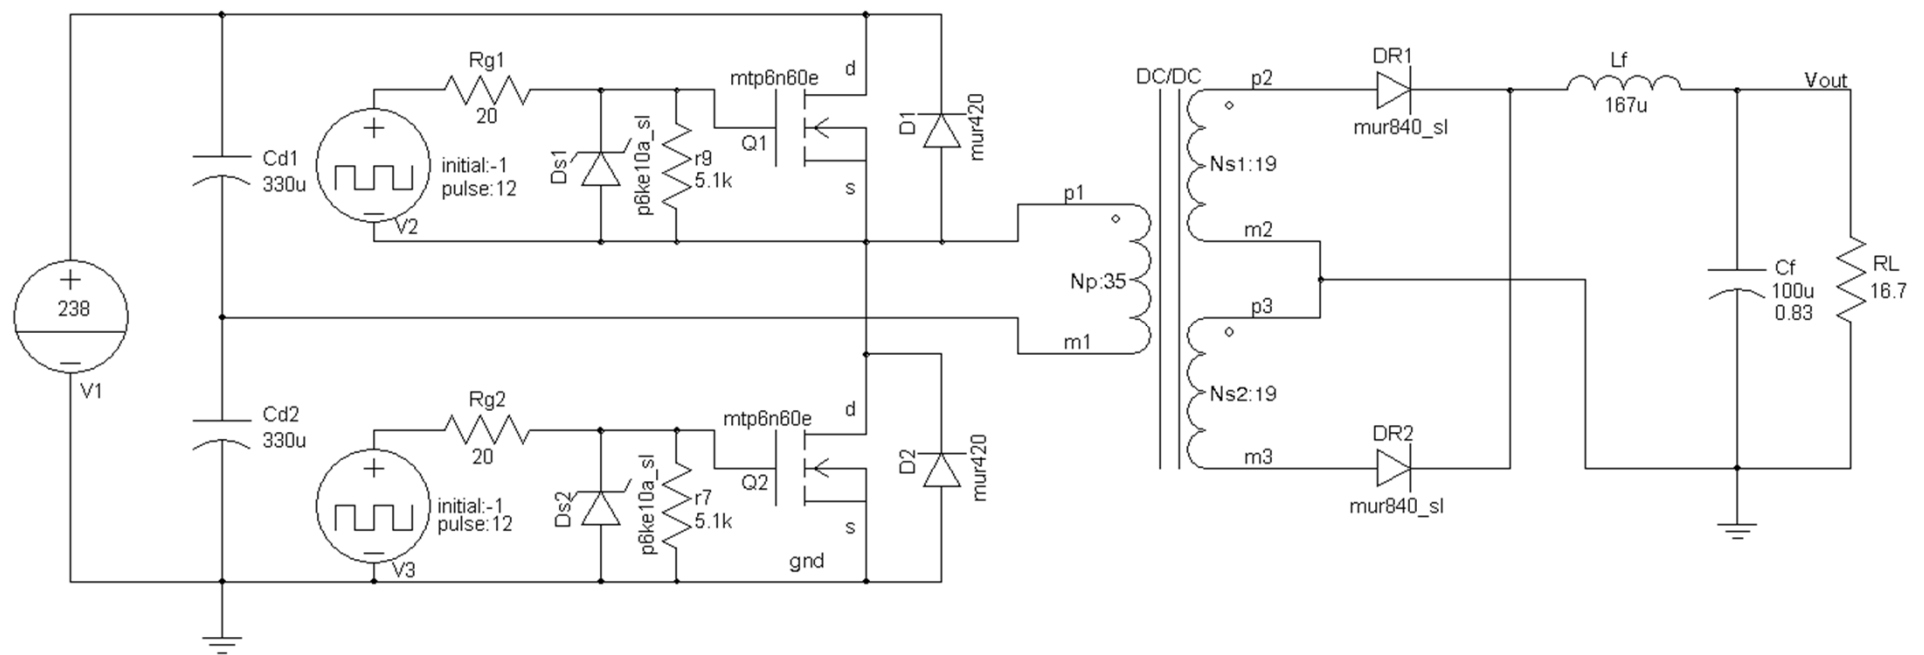 238
V1
Cd1
330u
Cd2
330u
Rg1
20
V2
initial:-1
pulse:12
Ds1
p6ke10a_sl
r9
5.1k
mtp6n60e
Q1
d
s
D1
mur420
Rg2
20
V3
initial:-1
pulse:12
Ds2
p6ke10a_sl
r7
5.1k
mtp6n60e
Q2
d
s
gnd
D2
mur420
p1
Np:35
m1
DC/DC
p2
Ns1:19
m2
p3
Ns2:19
m3
DR1
mur840_sl
DR2
mur840_sl
Lf
167u
Vout
Cf
100u
0.83
RL
16.7